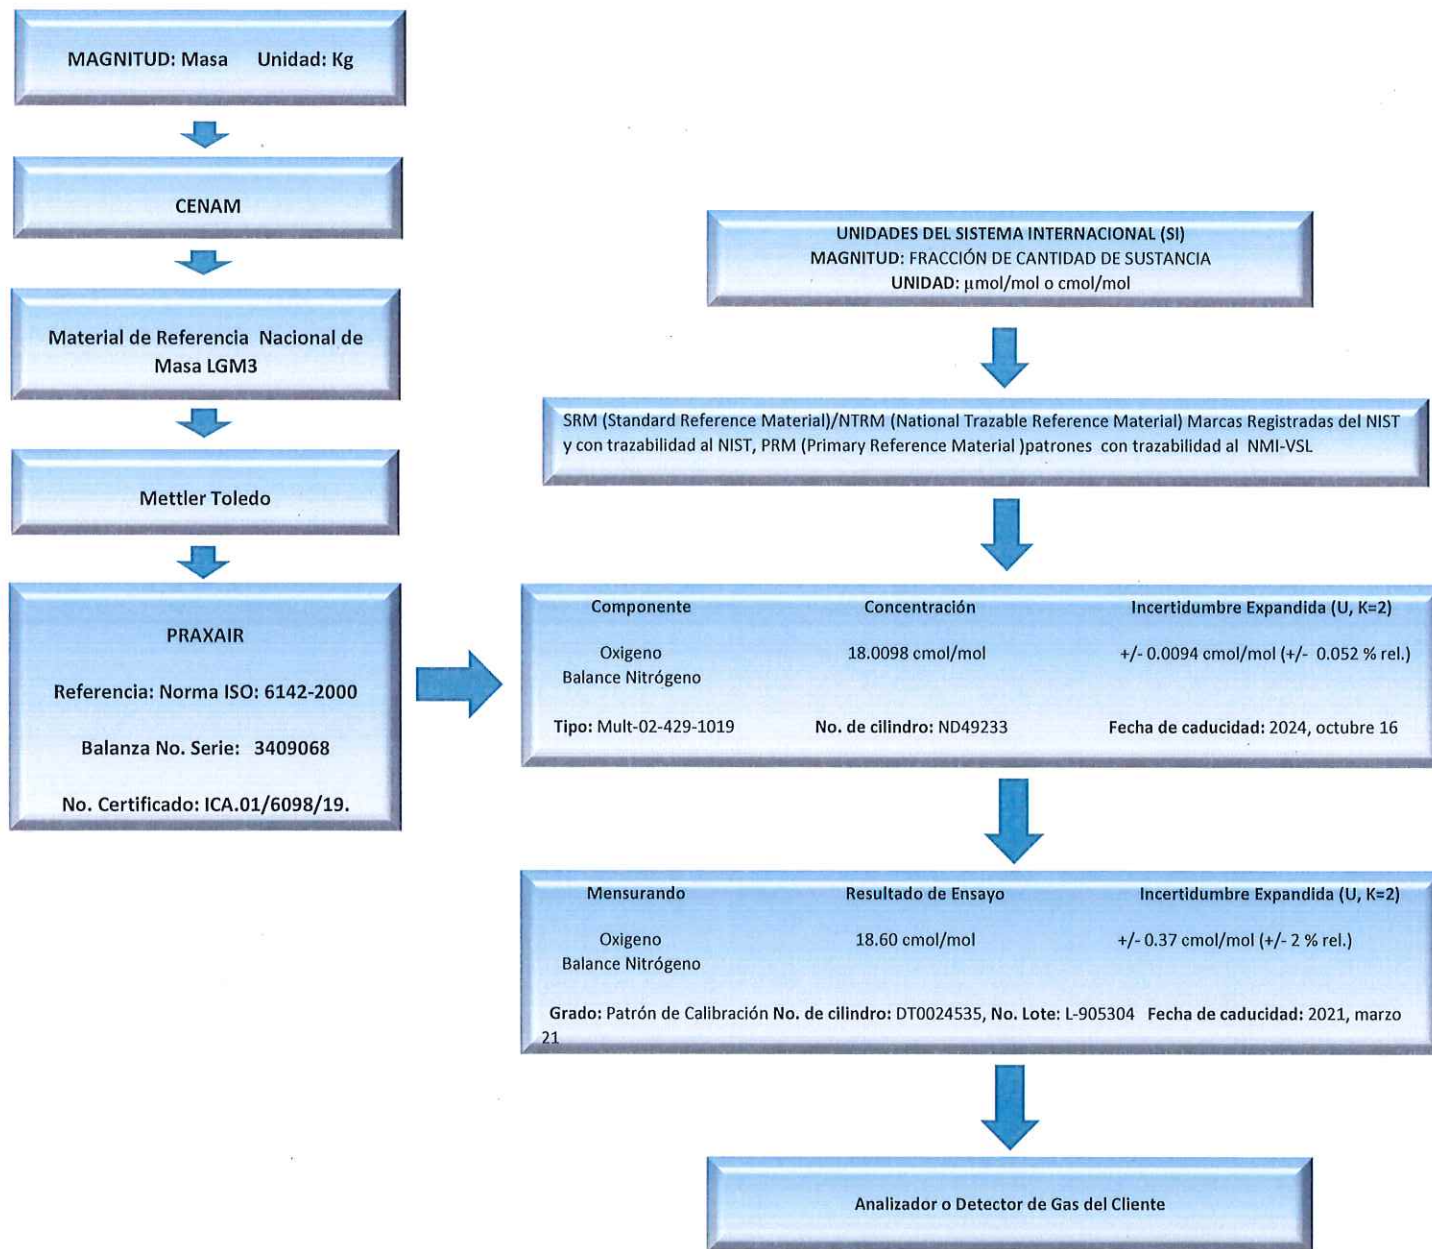 MAGNITUD: Masa Unidad: Kg
CENAM
Material de Referencia Nacional de
Masa LGM3
Mettler Toledo
PRAXAIR
Referencia: Norma ISO: 6142-2000
Balanza No. Serie: 3409068
No. Certificado: ICA.01/6098/19.
UNIDADES DEL SISTEMA INTERNACIONAL (SI)
MAGNITUD: FRACCIÓN DE CANTIDAD DE SUSTANCIA
UNIDAD: µmol/mol o cmol/mol
SRM (Standard Reference Material)/NTRM (National Trazable Reference Material) Marcas Registradas del NIST
y con trazabilidad al NIST, PRM (Primary Reference Material )patrones con trazabilidad al NMI-VSL
Componente Concentración Incertidumbre Expandida (U, K=2)
Oxigeno 18.0098 cmol/mol +/- 0.0094 cmol/mol (+/- 0.052 % rel.)
Balance Nitrógeno
Tipo: Mult-02-429-1019 No. de cilindro: ND49233 Fecha de caducidad: 2024, octubre 16
Mensurando Resultado de Ensayo Incertidumbre Expandida (U, K=2)
Oxigeno 18.60 cmol/mol +/- 0.37 cmol/mol (+/- 2 % rel.)
Balance Nitrógeno
Grado: Patrón de Calibración No. de cilindro: DT0024535, No. Lote: L-905304 Fecha de caducidad: 2021, marzo
21
Analizador o Detector de Gas del Cliente